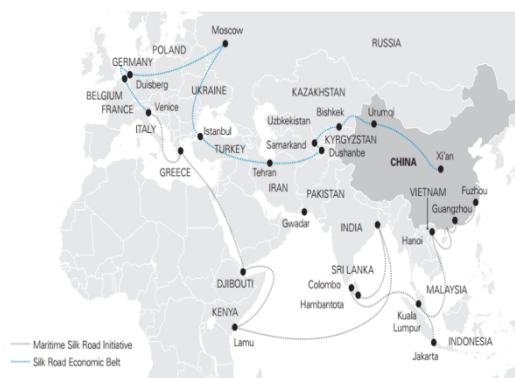 Moscow
POLAND
RUSSIA
GERMANY
Duisberg
BELGIUM
UKRAINE
KAZAKHSTAN
FRANCE
Venice
Bishkek
Urumqi
Uzbekistan
ITALY
Istanbul
Samarkand
KYRGYZSTAN
TURKEY
Dushanbe
CHINA
Xi'an
GREECE
Tehran
IRAN
PAKISTAN
VIETNAM
Fuzhou
Guangzhou
Gwadar
INDIA
Hanoi
SRI LANKA
DJIBOUTI
Colombo
MALAYSIA
Hambantota
KENYA
Kuala
Lumpur
Lamu
INDONESIA
Jakarta
Maritime Silk Road Initiative
Silk Road Economic Belt